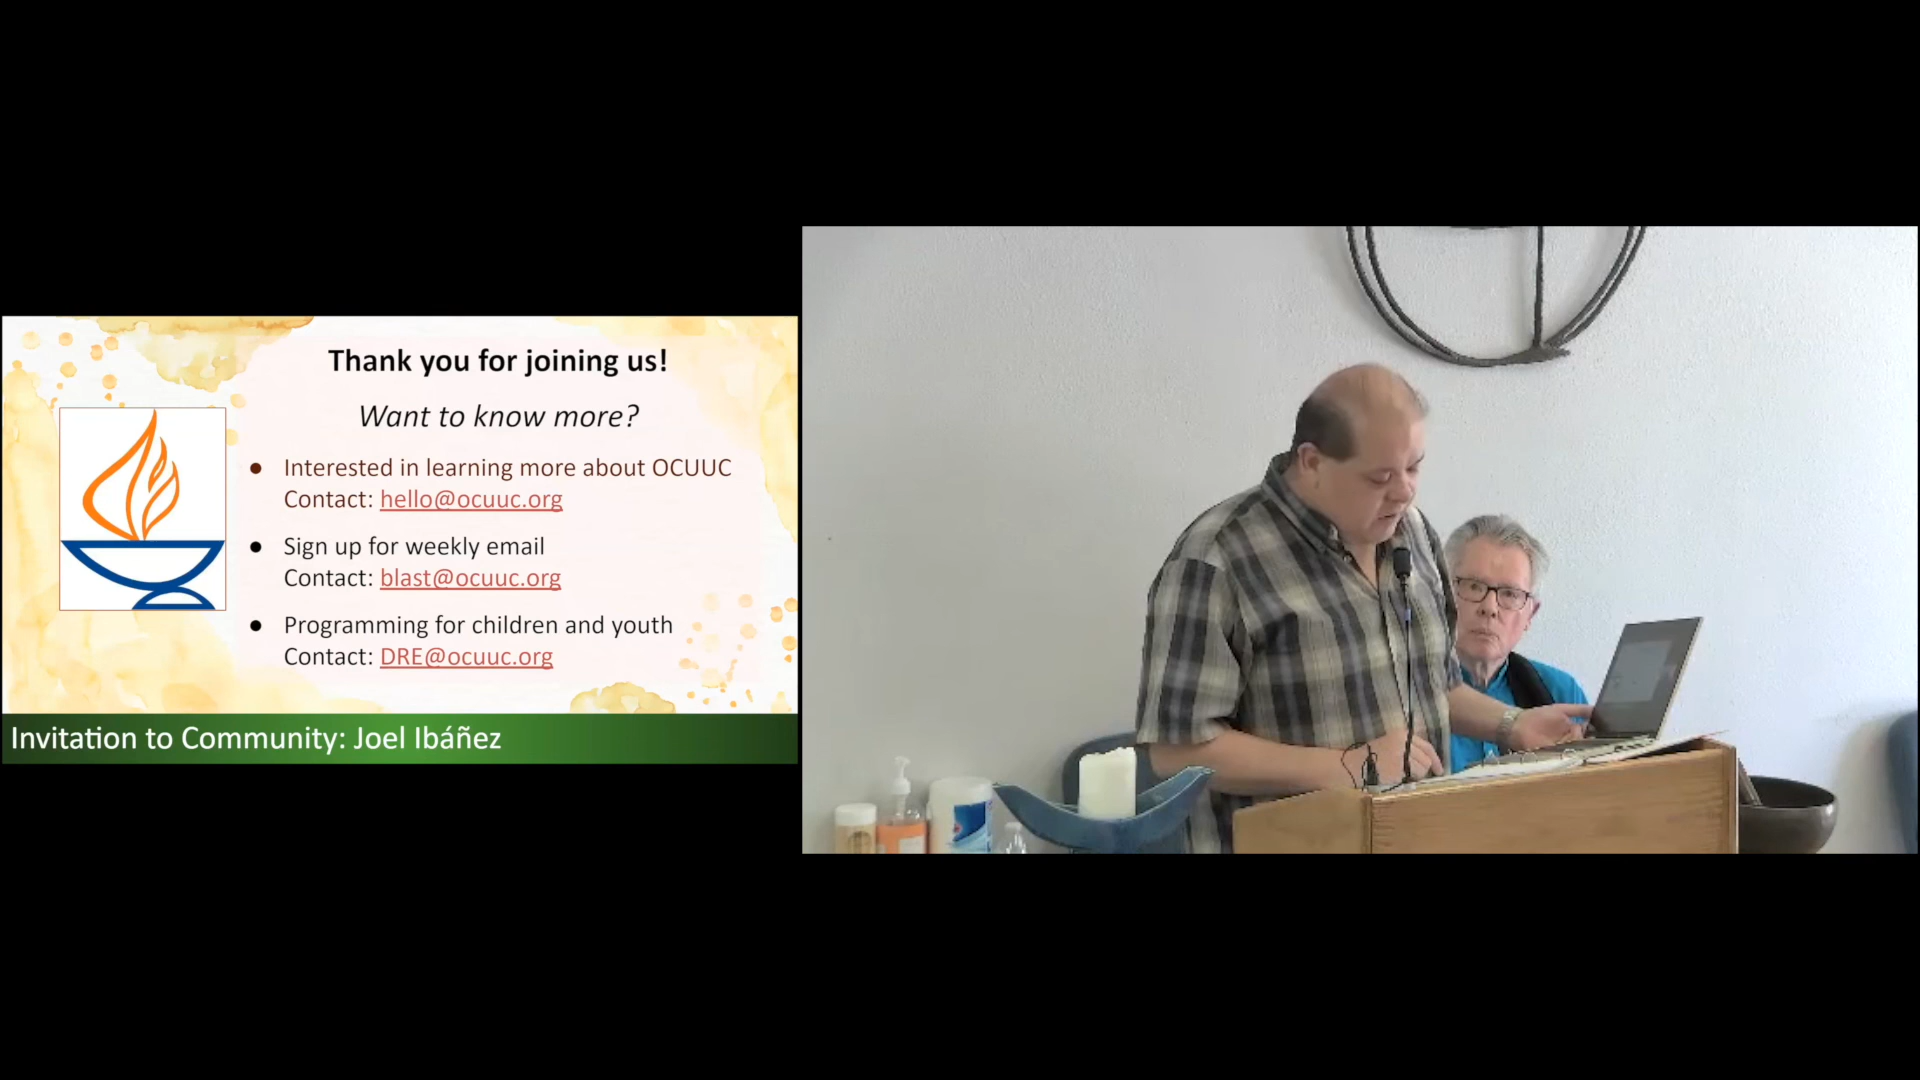 Thank you for joining us!
Want to know more?
● Interested in learning more about OCUUC
Contact: hello@ocuuc.org
● Sign up for weekly email
Contact: blast@ocuuc.org
● Programming for children and youth
Contact: DRE@ocuuc.org
Invitation to Community: Joel Ibáñez